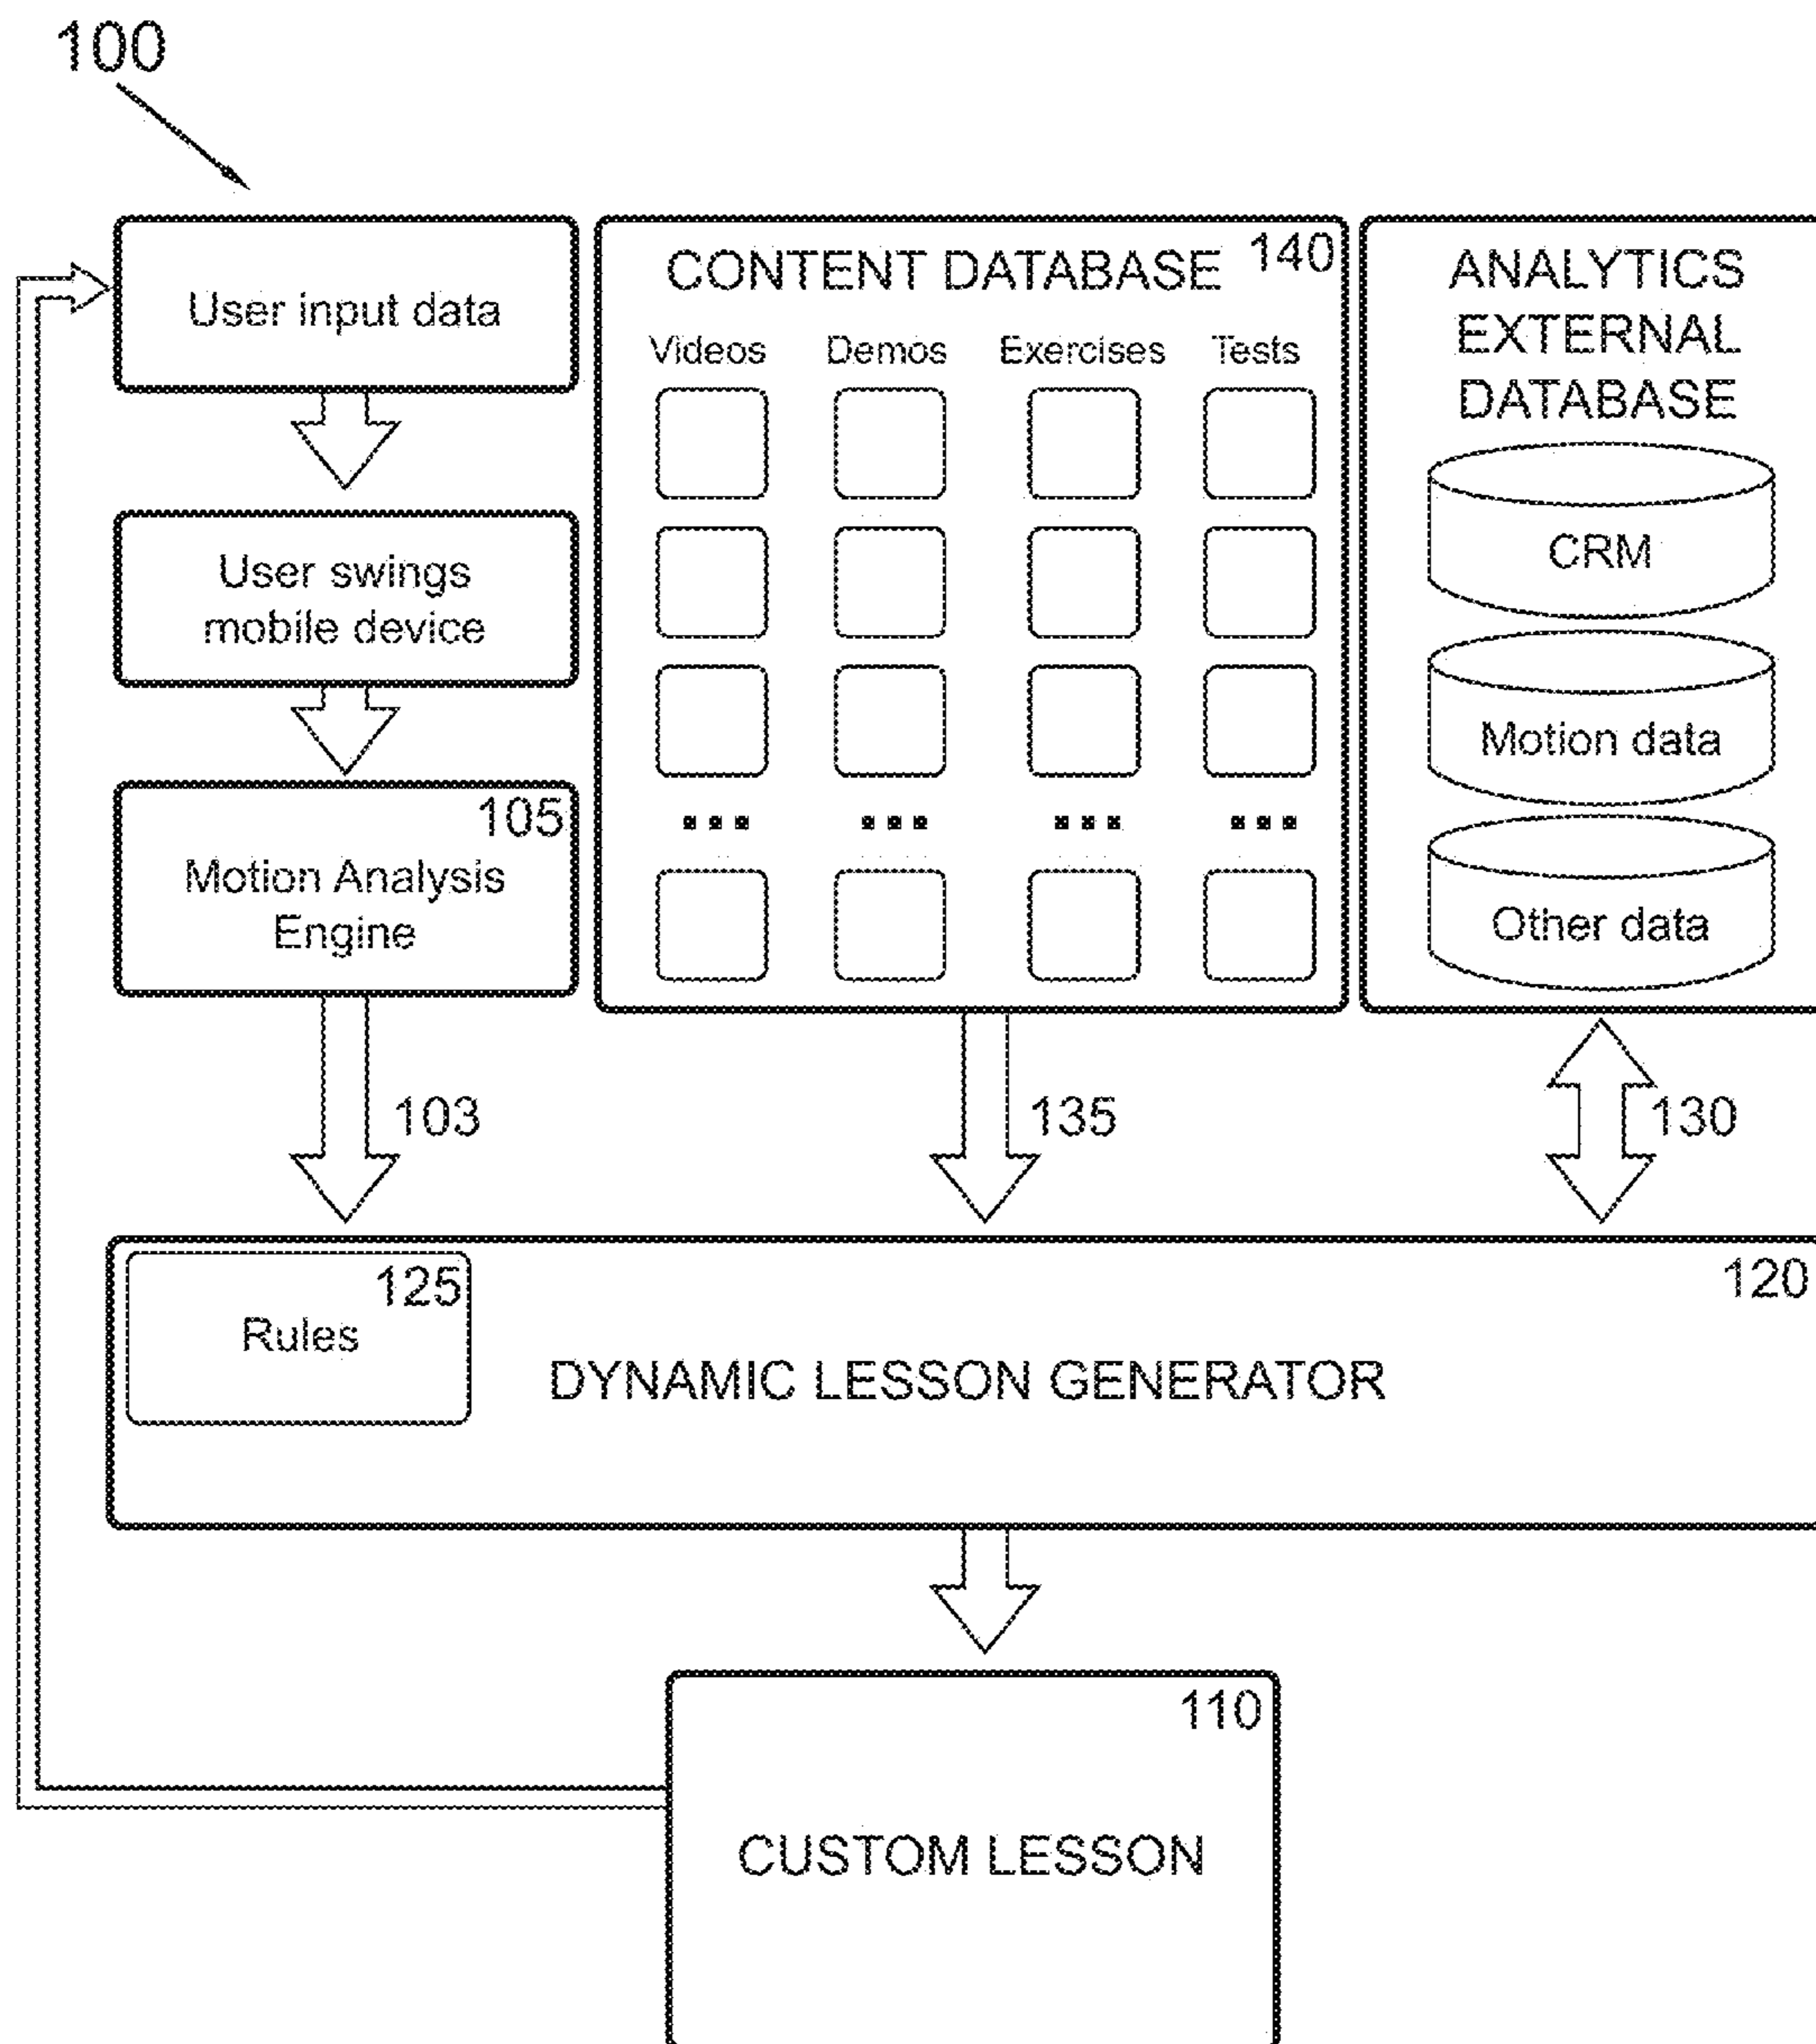 100
User input data
User swings
mobile device
105
Motion Analysis
Engine
CONTENT DATABASE 140
Videos Demos Exercises Tests
...  ...  ...  ...
ANALYTICS
EXTERNAL
DATABASE
CRM
Motion data
Other data
103
135
130
125
Rules
120
DYNAMIC LESSON GENERATOR
110
CUSTOM LESSON